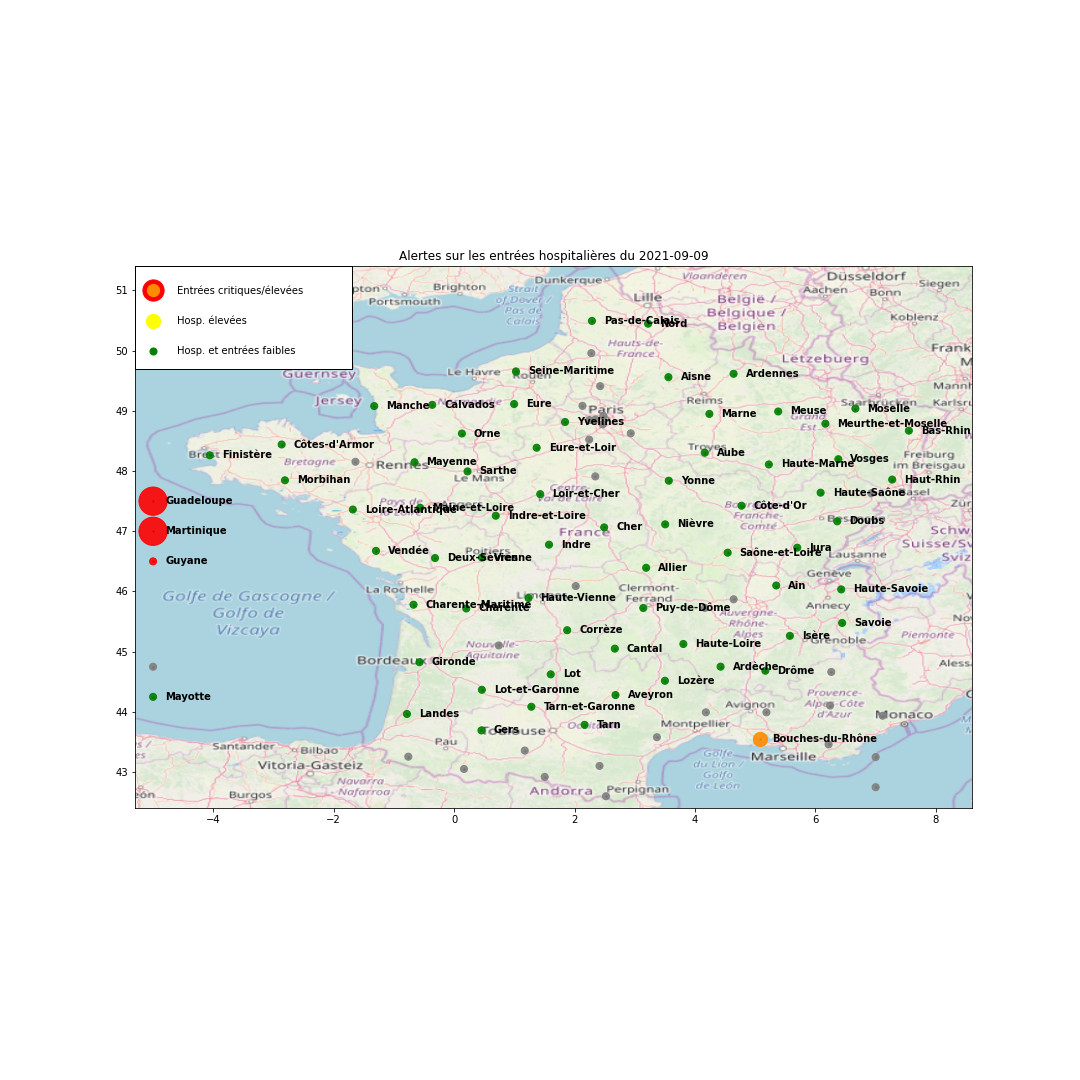 Alertes sur les entrées hospitalières du 2021-09-09
Entrées critiques/élevées
Hosp. élevées
Hosp. et entrées faibles
51
50
49
48
47
46
45
44
43
−4
−2
0
2
4
6
8
Brighton
Portsmouth
Strait
of Dover /
Pas de
Calais
Dunkerque
Lille
Vlaanderen
België /
Belgique /
Belgien
Düsseldorf
Aachen
Bonn
Siegen
Koblenz
Pas-de-Calais
Nord
Hauts-de-
France
Lëtzebuerg
Guernsey
Jersey
Le Havre
Seine-Maritime
Rouen
Aisne
Ardennes
Manche
Calvados
Eure
Paris
Yvelines
Reims
Marne
Meuse
Saarbrücken
Moselle
Meurthe-et-Moselle
Grand
Est
Bas-Rhin
Orne
Côtes-d'Armor
Brest
Finistère
Bretagne
Rennes
Mayenne
Eure-et-Loir
Troyes
Aube
Haute-Marne
Vosges
Freiburg
im Breisgau
Morbihan
Sarthe
Le Mans
Yonne
Haut-Rhin
Guadeloupe
Loire-Atlantique
Maine-et-Loire
Pays de
la Loire
Angers
Loir-et-Cher
Centre-
Val de Loire
Indre-et-Loire
Haute-Saône
Basel
Côte-d'Or
Bourgogne-
Franche-
Comté
Martinique
Cher
France
Nièvre
Doubs
Guyane
Vendée
Deux-Sèvres
Vienne
Poitiers
Indre
Saône-et-Loire
Jura
Lausanne
Allier
Genève
Golfe de Gascogne /
Golfo de
Vizcaya
La Rochelle
Charente-Maritime
Charente
Haute-Vienne
Clermont-
Ferrand
Puy-de-Dôme
Ain
Haute-Savoie
Annecy
Auvergne-
Rhône-
Alpes
Savoie
Isère
Grenoble
Piemonte
Corrèze
Cantal
Haute-Loire
Nouvelle-
Aquitaine
Bordeaux
Gironde
Lot
Lozère
Ardèche
Drôme
Mayotte
Lot-et-Garonne
Aveyron
Tarn-et-Garonne
Landes
Gers
Toulouse
Tarn
Avignon
Montpellier
Provence-
Alpes-Côte
d'Azur
Monaco
Bouches-du-Rhône
Marseille
Golfe
du Lion /
Golfo
de León
Santander
Bilbao
Vitoria-Gasteiz
Burgos
Navarra
- Nafarroa
Pau
Andorra
Perpignan